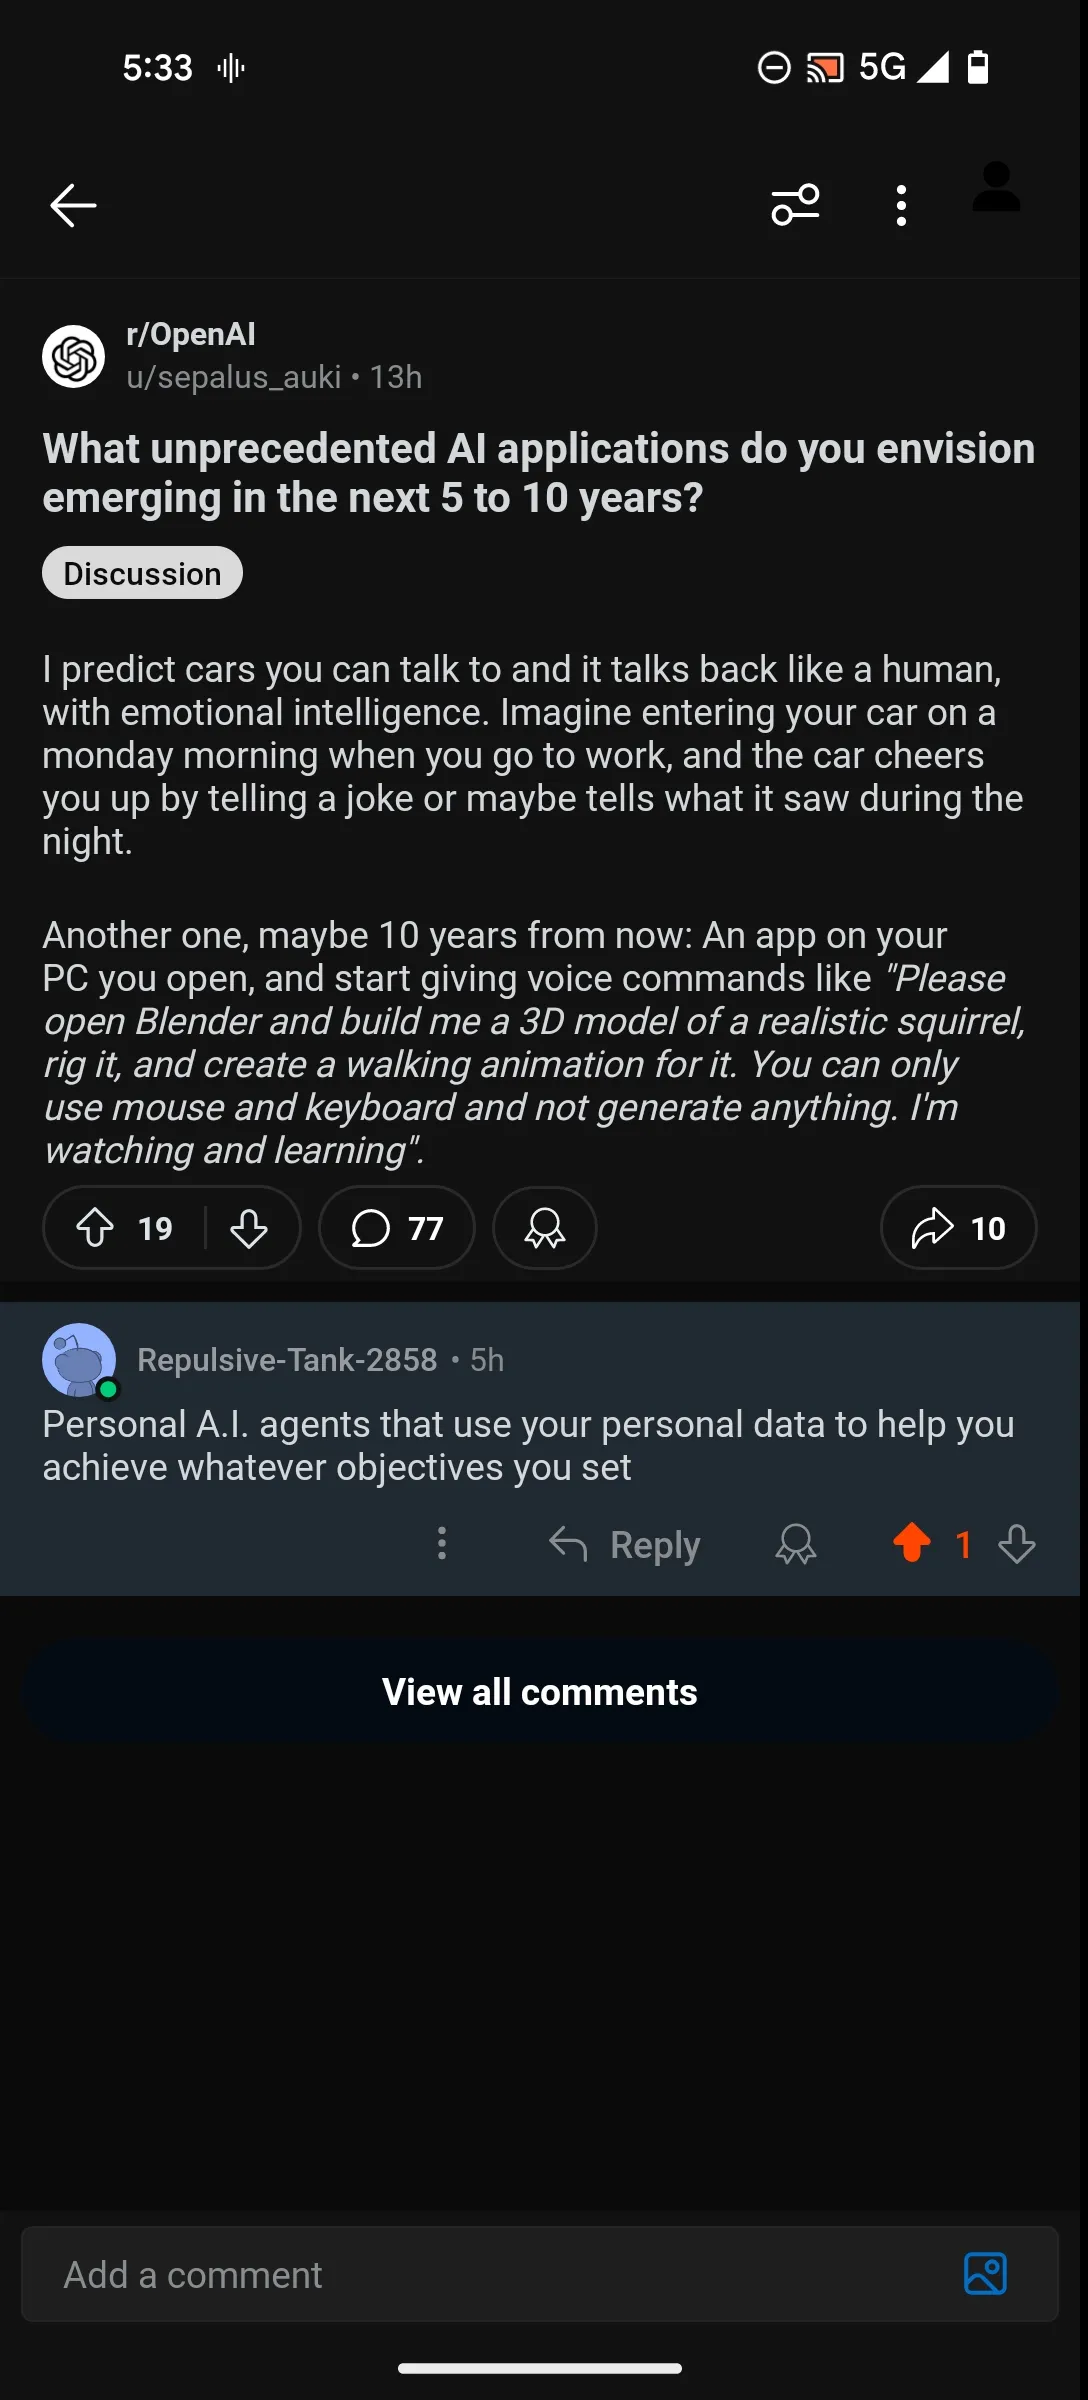 5:33
5G
r/OpenAI
u/sepalus_auki • 13h
What unprecedented AI applications do you envision
emerging in the next 5 to 10 years?
Discussion
I predict cars you can talk to and it talks back like a human,
with emotional intelligence. Imagine entering your car on a
monday morning when you go to work, and the car cheers
you up by telling a joke or maybe tells what it saw during the
night.
Another one, maybe 10 years from now: An app on your
PC you open, and start giving voice commands like "Please
open Blender and build me a 3D model of a realistic squirrel,
rig it, and create a walking animation for it. You can only
use mouse and keyboard and not generate anything. I'm
watching and learning".
19 77 10
Repulsive-Tank-2858 • 5h
Personal A.I. agents that use your personal data to help you
achieve whatever objectives you set
Reply 1
View all comments
Add a comment